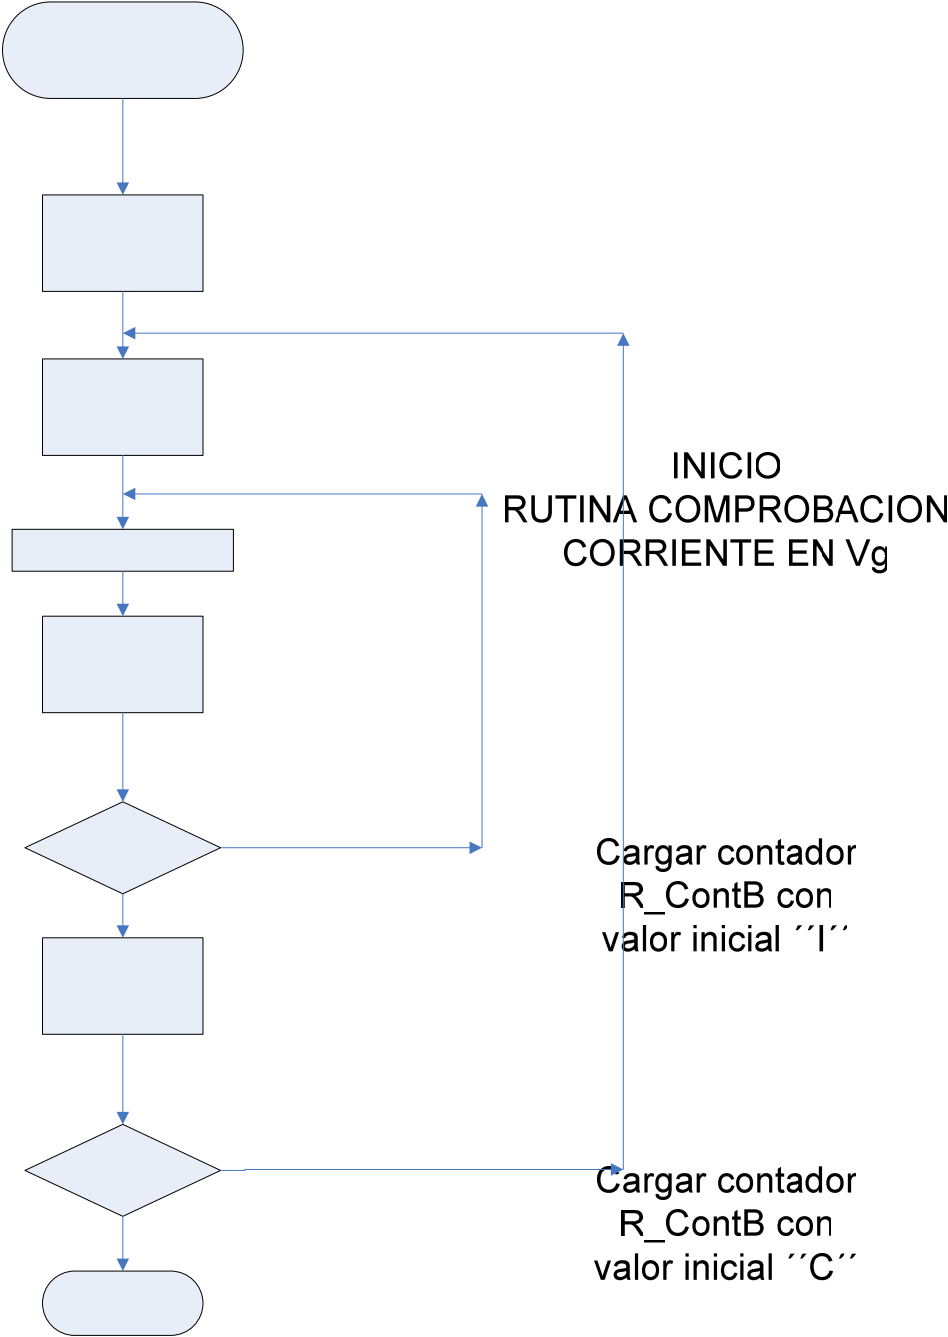 INICIO
RUTINA COMPROBACION
CORRIENTE EN Vg
Cargar contador
R_ContB con
valor inicial ´´I´´
Cargar contador
R_ContB con
valor inicial ´´C´´